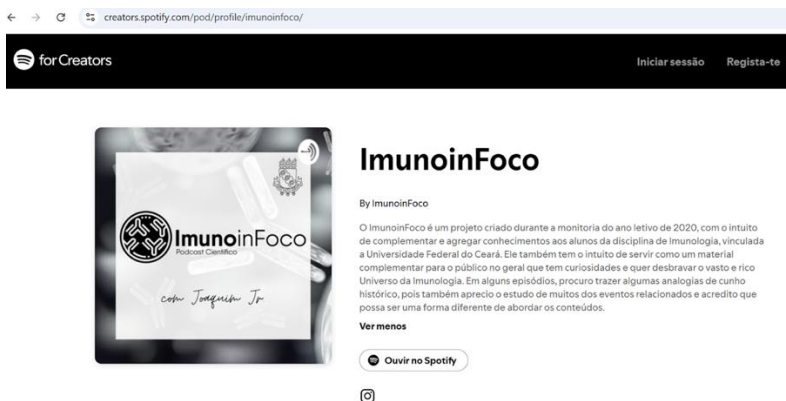 creators.spotify.com/pod/profile/imunoinfoco/
for Creators
Iniciar sessão
Regista-te
ImunoinFoco
Podcast Científico
com Joaquim Jr
ImunoinFoco
By ImunoinFoco
O ImunoinFoco é um projeto criado durante a monitoria do ano letivo de 2020, com o intuito
de complementar e agregar conhecimentos aos alunos da disciplina de Imunologia, vinculada
a Universidade Federal do Ceará. Ele também tem o intuito de servir como um material
complementar para o público no geral que tem curiosidades e quer desbravar o vasto e rico
Universo da Imunologia. Em alguns episódios, procuro trazer algumas analogias de cunho
histórico, pois também aprecio o estudo de muitos dos eventos relacionados e acredito que
possa ser uma forma diferente de abordar os conteúdos.
Ver menos
Ouvir no Spotify